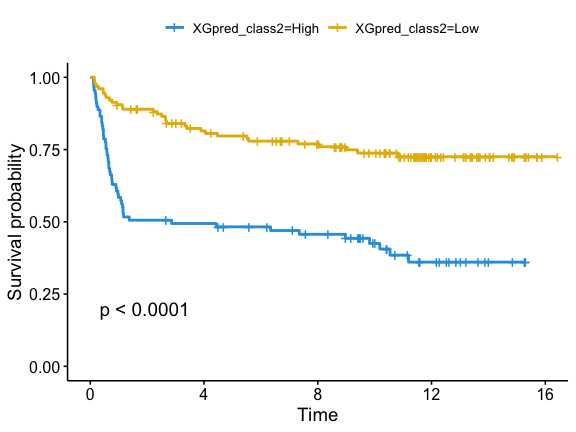 XGpred_class2=High XGpred_class2=Low
1.00
0.75
0.50
0.25
0.00
Survival probability
p < 0.0001
0 4 8 12 16
Time